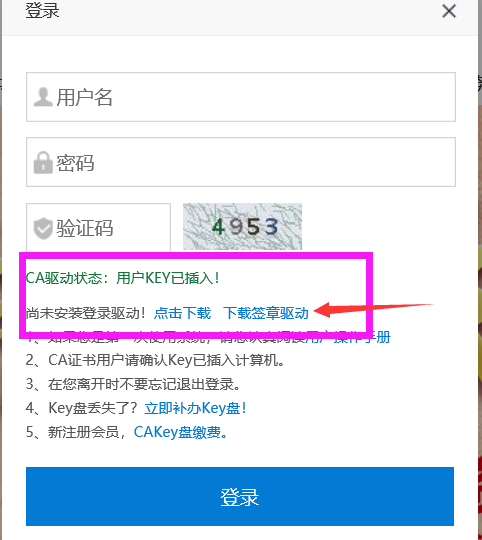 登录
用户名
密码
验证码
4953
CA驱动状态：用户KEY已插入！
尚未安装登录驱动！点击下载 下载签章驱动
1、如果您是第一次使用系统，请您认真阅读用户操作手册
2、CA证书用户请确认Key已插入计算机。
3、在您离开时不要忘记退出登录。
4、Key盘丢失了？立即补办Key盘！
5、新注册会员，CAKey盘缴费。
登录